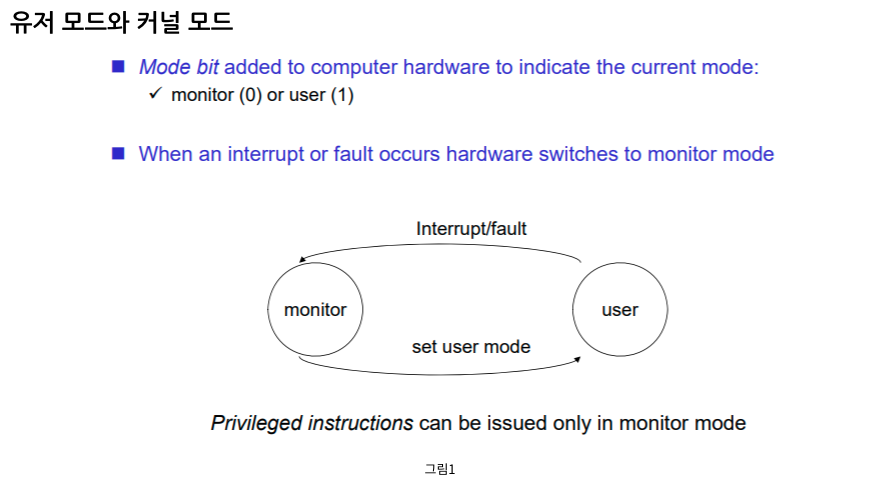 유저 모드와 커널 모드
Mode bit added to computer hardware to indicate the current mode:
monitor (0) or user (1)
When an interrupt or fault occurs hardware switches to monitor mode
Interrupt/fault
monitor
user
set user mode
Privileged instructions can be issued only in monitor mode
그림1